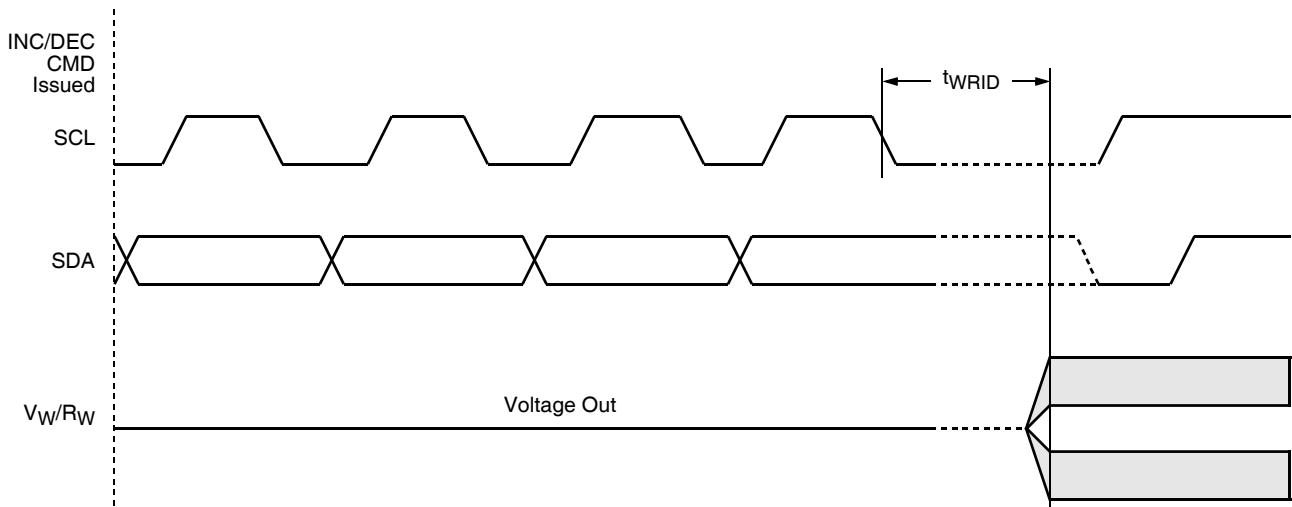 INC/DEC
CMD
Issued
tWRID
SCL
SDA
Voltage Out
VW/RW